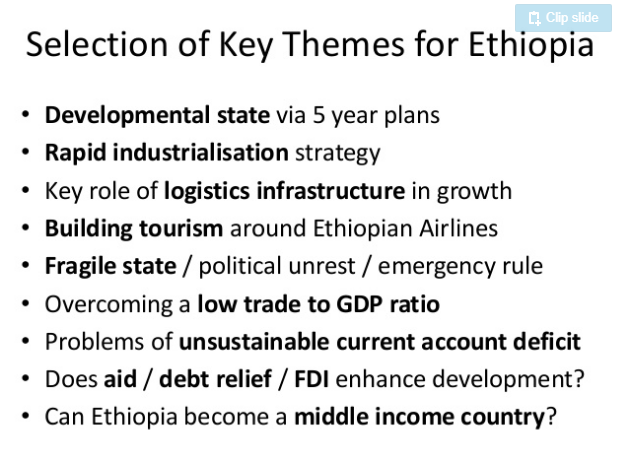 Clip slide
Selection of Key Themes for Ethiopia
• Developmental state via 5 year plans
• Rapid industrialisation strategy
• Key role of logistics infrastructure in growth
• Building tourism around Ethiopian Airlines
• Fragile state / political unrest / emergency rule
• Overcoming a low trade to GDP ratio
• Problems of unsustainable current account deficit
• Does aid / debt relief / FDI enhance development?
• Can Ethiopia become a middle income country?